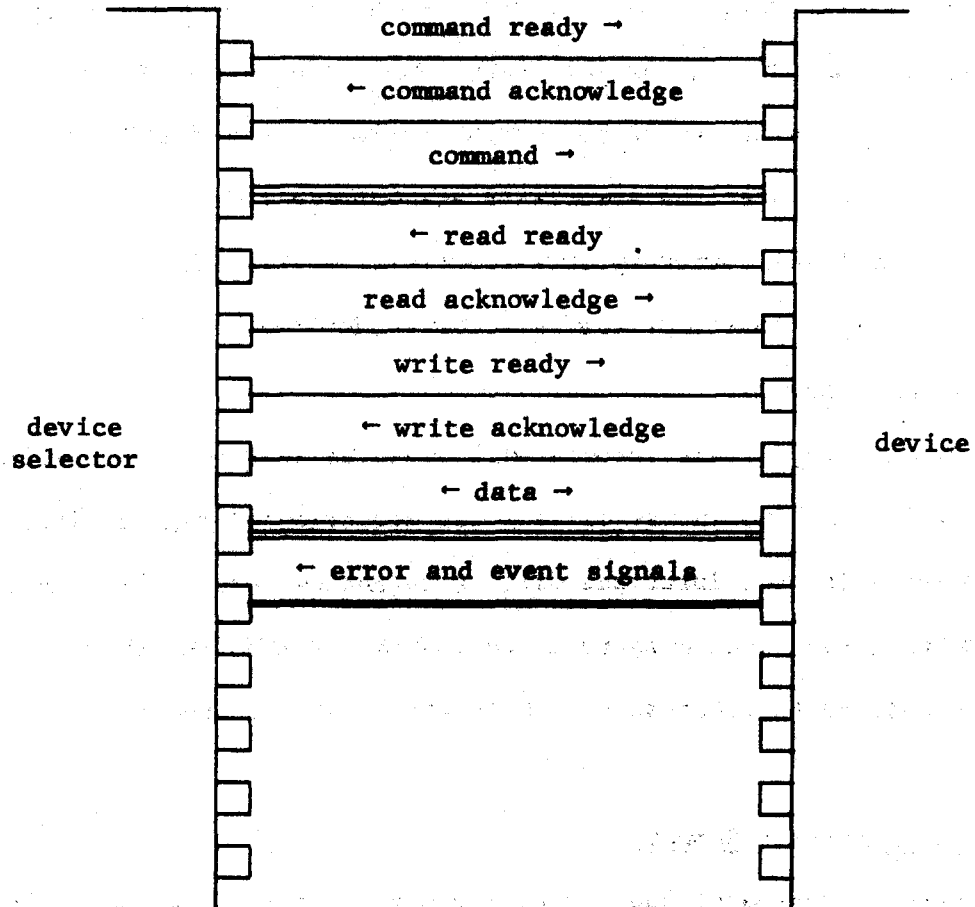 command ready →
← command acknowledge
command →
← read ready
read acknowledge →
write ready →
← write acknowledge
device
selector
device
← data →
← error and event signals